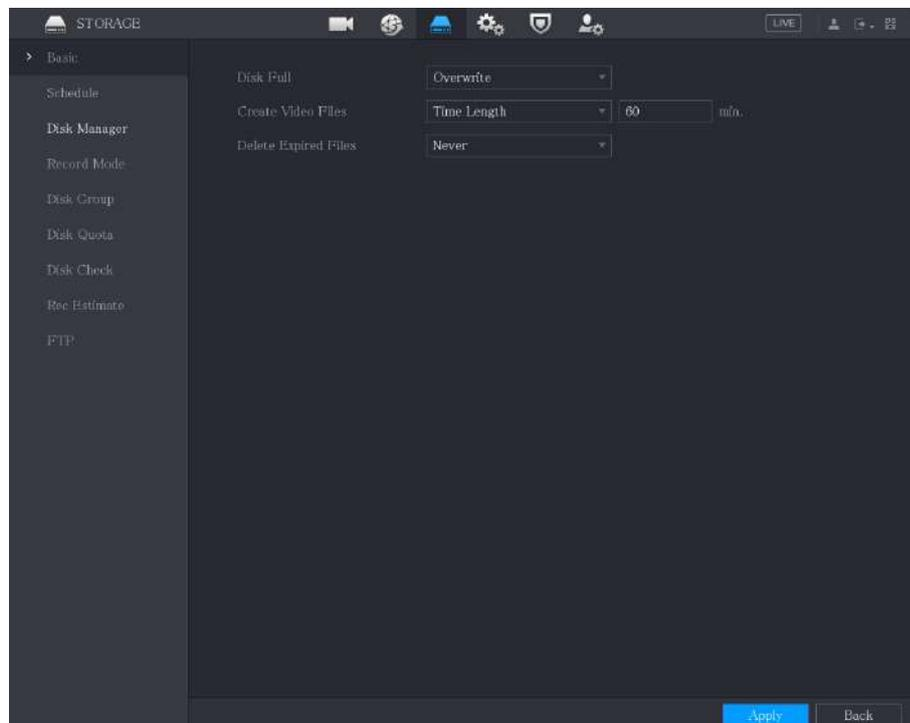 STORAGE
LIVE
Basic
Schedule
Disk Manager
Record Mode
Disk Group
Disk Quota
Disk Check
Rec Estimate
FTP
Disk Full Overwrite
Create Video Files Time Length 60 min.
Delete Expired Files Never
Apply Back